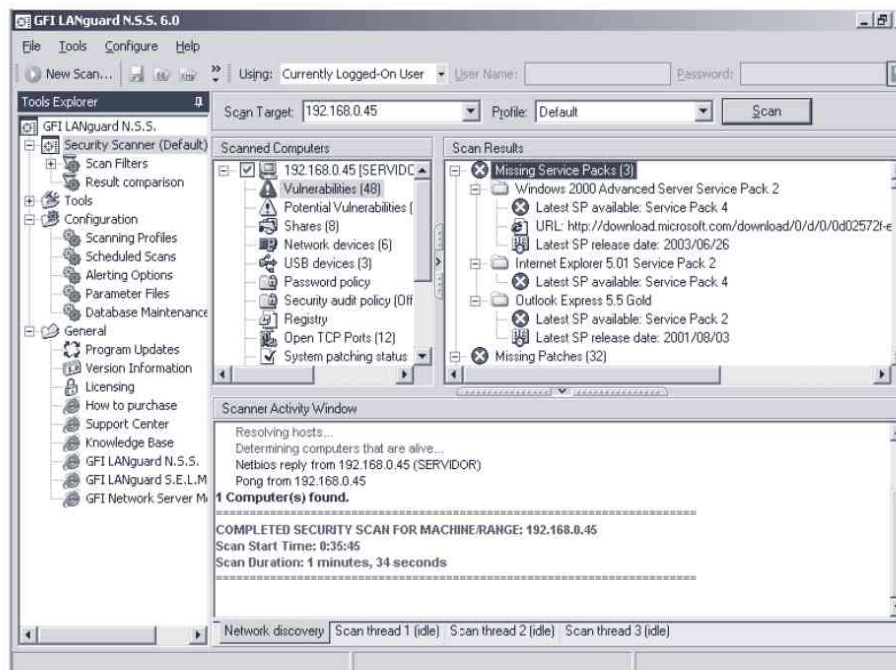 GFI LANguard N.S.S. 6.0
File Tools Configure Help
New Scan... Using: Currently Logged-On User User Name: Password:
Tools Explorer
GFI LANguard N.S.S.
Security Scanner (Default)
Scan Filters
Result comparison
Tools
Configuration
Scanning Profiles
Scheduled Scans
Alerting Options
Parameter Files
Database Maintenance
General
Program Updates
Version Information
Licensing
How to purchase
Support Center
Knowledge Base
GFI LANguard N.S.S.
GFI LANguard S.E.L.M
GFI Network Server M
Scan Target: 192.168.0.45 Profile: Default Scan
Scanned Computers
192.168.0.45 [SERVIDO
Vulnerabilities (48)
Potential Vulnerabilities (
Shares (8)
Network devices (6)
USB devices (3)
Password policy
Security audit policy (Off
Registry
Open TCP Ports (12)
System patching status
Scan Results
Missing Service Packs (3)
Windows 2000 Advanced Server Service Pack 2
Latest SP available: Service Pack 4
URL: http://download.microsoft.com/download/0/d/0/0d02572f-e
Latest SP release date: 2003/06/26
Internet Explorer 5.01 Service Pack 2
Latest SP available: Service Pack 4
Outlook Express 5.5 Gold
Latest SP available: Service Pack 2
Latest SP release date: 2001/08/03
Missing Patches (32)
Scanner Activity Window
Resolving hosts...
Determining computers that are alive...
Netbios reply from 192.168.0.45 (SERVIDOR)
Pong from 192.168.0.45
1 Computer(s) found.
COMPLETED SECURITY SCAN FOR MACHINE/RANGE: 192.168.0.45
Scan Start Time: 0:35:45
Scan Duration: 1 minutes, 34 seconds
Network discovery Scan thread 1 (idle) Scan thread 2 (idle) Scan thread 3 (idle)